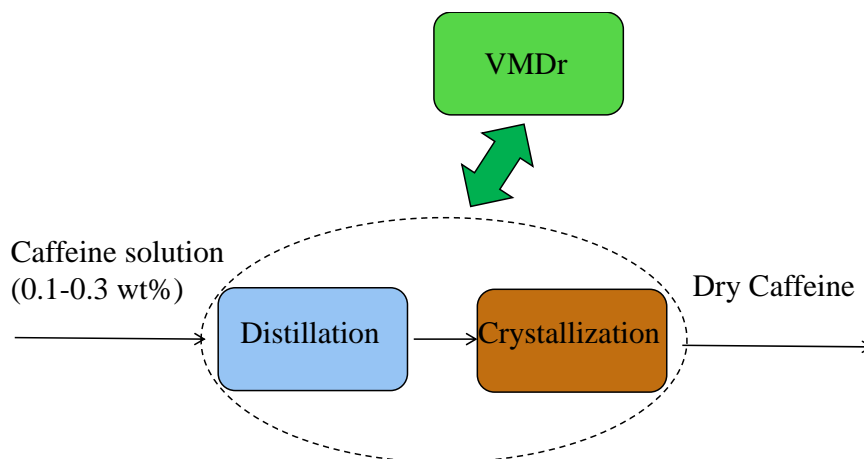 VMDr
Caffeine solution
(0.1-0.3 wt%)
Distillation
Crystallization
Dry Caffeine